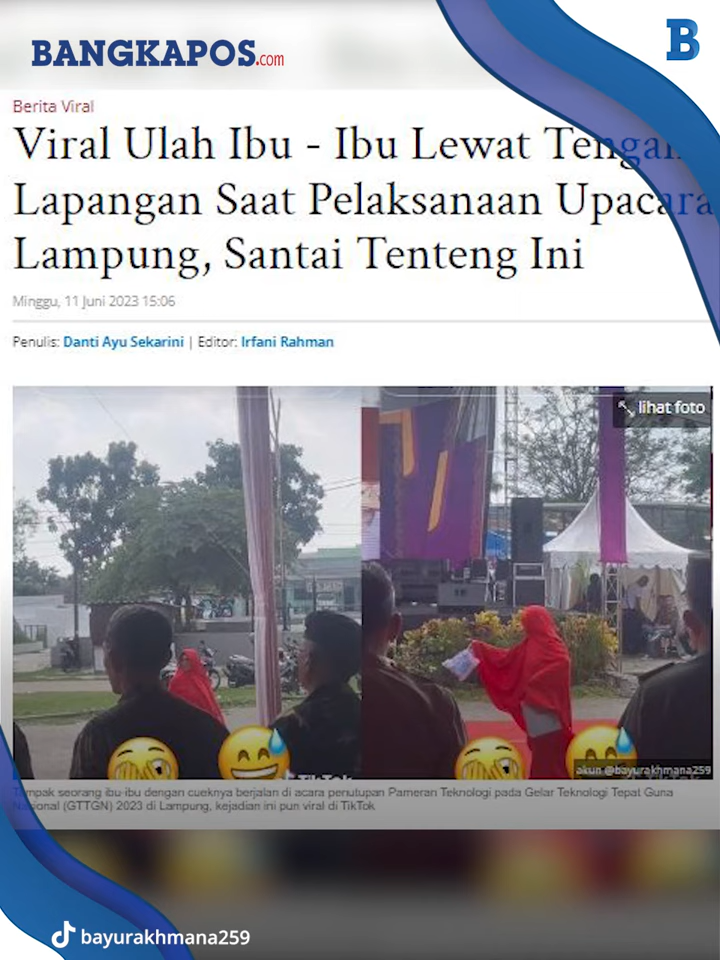 BANGKAPOS.com
B
Berita Viral
Viral Ulah Ibu - Ibu Lewat Tengah
Lapangan Saat Pelaksanaan Upacara
Lampung, Santai Tenteng Ini
Minggu, 11 Juni 2023 15:06
Penulis: Danti Ayu Sekarini | Editor: Irfani Rahman
lihat foto
TikTok
akun @bayurakhmana259
Tampak seorang ibu-ibu dengan cueknya berjalan di acara penutupan Pameran Teknologi pada Gelar Teknologi Tepat Guna
Nasional (GTTGN) 2023 di Lampung, kejadian ini pun viral di TikTok
bayurakhmana259